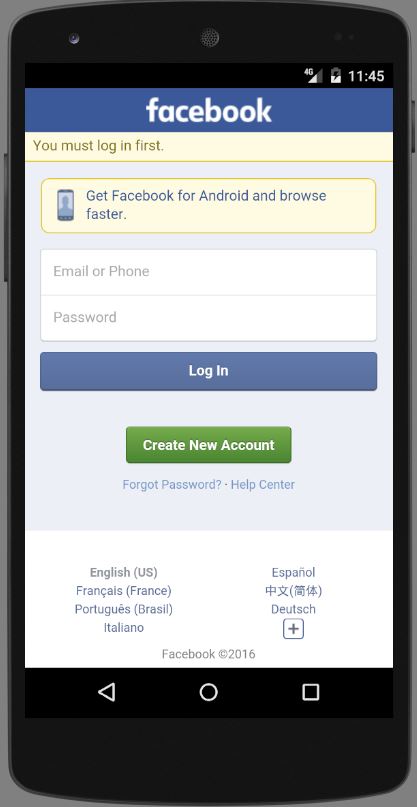 4G 11:45
facebook
You must log in first.
Get Facebook for Android and browse
faster.
Email or Phone
Password
Log In
Create New Account
Forgot Password? · Help Center
English (US) Español
Français (France) 中文(简体)
Português (Brasil) Deutsch
Italiano
Facebook ©2016